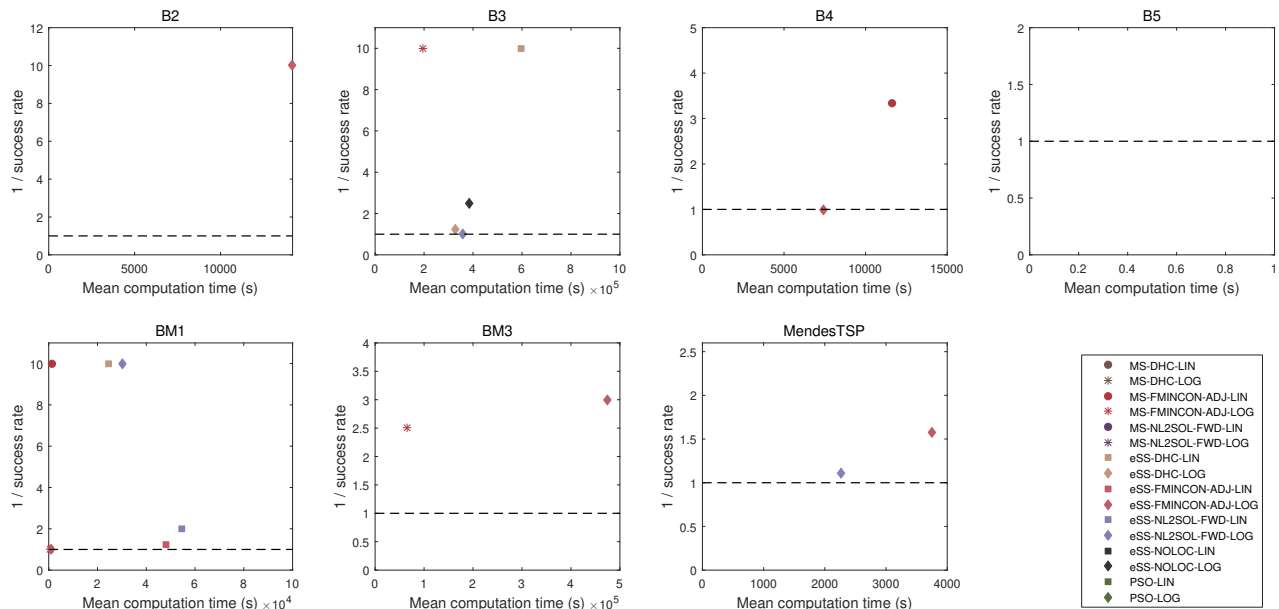 B2
12
10
8
6
4
2
0
1 / success rate
0 5000 10000
Mean computation time (s)
B3
10
8
6
4
2
0
1 / success rate
0 2 4 6 8 10
Mean computation time (s) ×10^5
B4
5
4
3
2
1
0
1 / success rate
0 5000 10000 15000
Mean computation time (s)
B5
2
1.5
1
0.5
0
1 / success rate
0 0.2 0.4 0.6 0.8 1
Mean computation time (s)
BM1
10
8
6
4
2
0
1 / success rate
0 2 4 6 8 10
Mean computation time (s) ×10^4
BM3
4
3.5
3
2.5
2
1.5
1
0.5
0
1 / success rate
0 1 2 3 4 5
Mean computation time (s) ×10^5
MendesTSP
2.5
2
1.5
1
0.5
0
1 / success rate
0 1000 2000 3000 4000
Mean computation time (s)
MS-DHC-LIN
MS-DHC-LOG
MS-FMINCON-ADJ-LIN
MS-FMINCON-ADJ-LOG
MS-NL2SOL-FWD-LIN
MS-NL2SOL-FWD-LOG
eSS-DHC-LIN
eSS-DHC-LOG
eSS-FMINCON-ADJ-LIN
eSS-FMINCON-ADJ-LOG
eSS-NL2SOL-FWD-LIN
eSS-NL2SOL-FWD-LOG
eSS-NOLOC-LIN
eSS-NOLOC-LOG
PSO-LIN
PSO-LOG